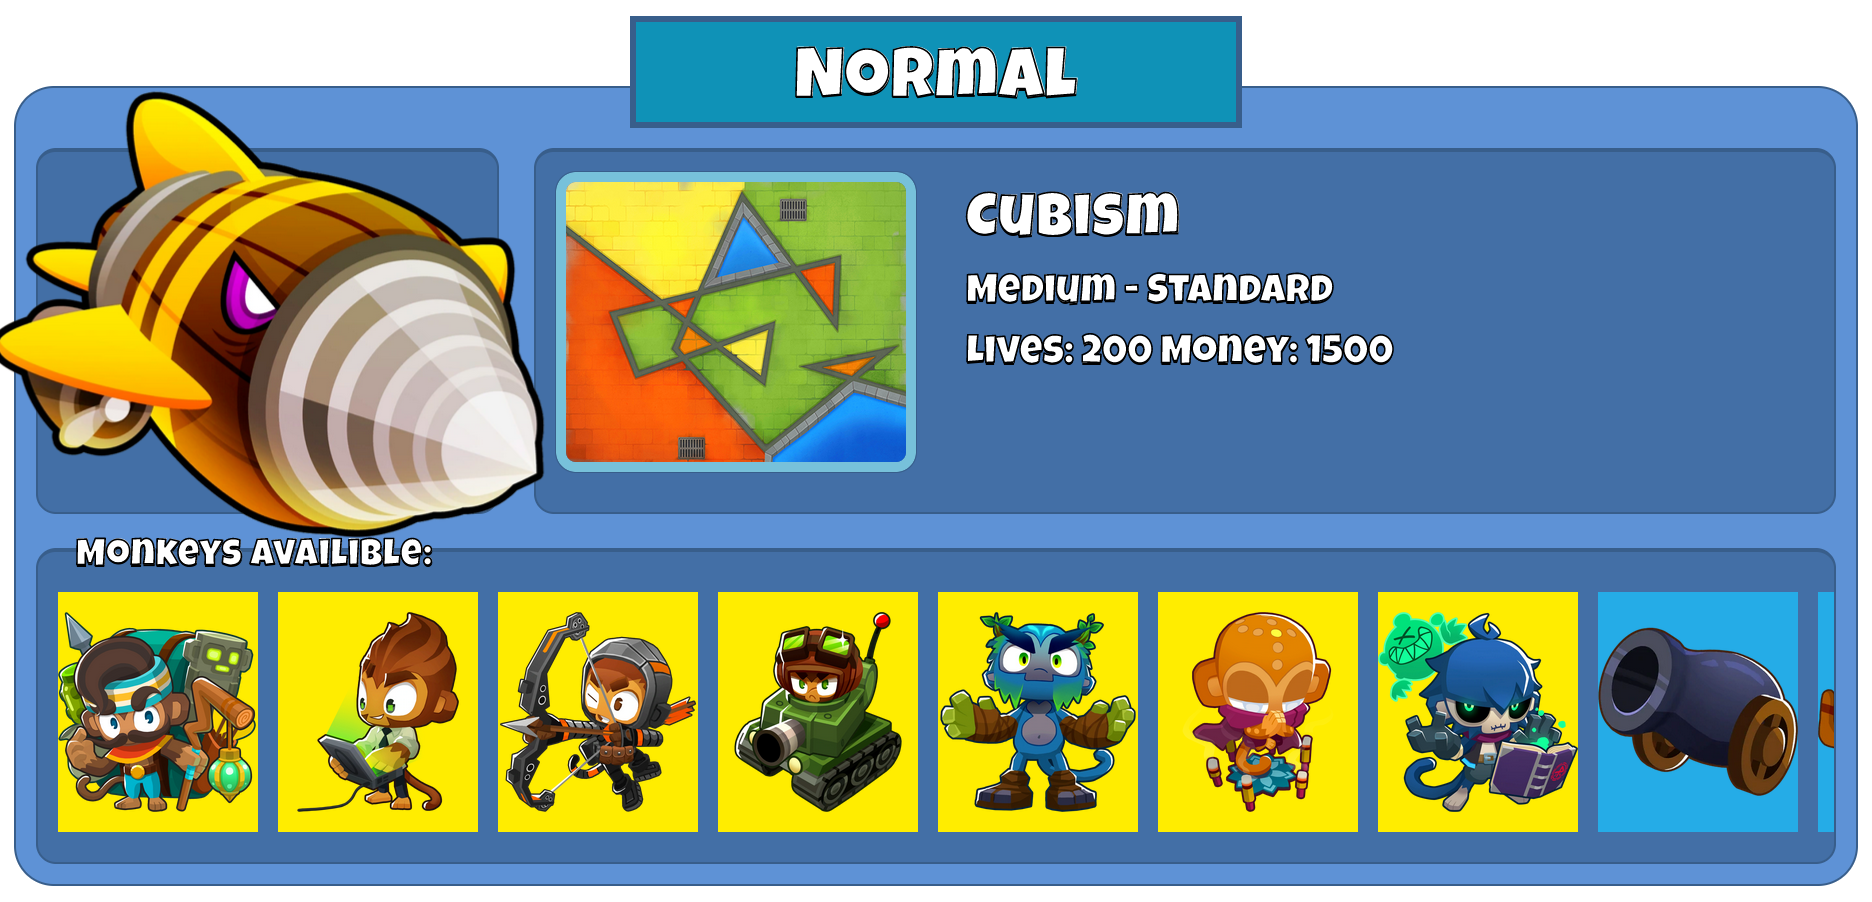 NORMAL
CUBISM
Medium - Standard
Lives: 200 Money: 1500
Monkeys Availible: